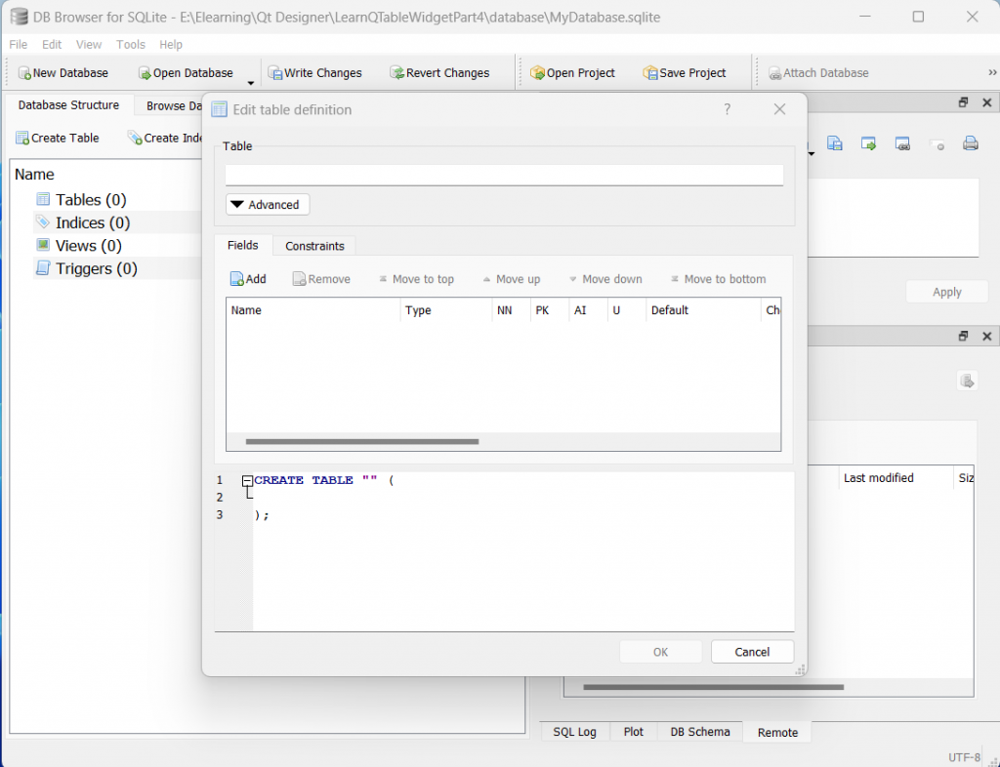 DB Browser for SQLite - E:\Elearning\Qt Designer\LearnQTableWidgetPart4\database\MyDatabase.sqlite
File Edit View Tools Help
New Database Open Database Write Changes Revert Changes Open Project Save Project Attach Database »
Database Structure Browse Da
Create Table Create Inde
Name
Tables (0)
Indices (0)
Views (0)
Triggers (0)
Edit table definition ?
Table
Advanced
Fields Constraints
Add Remove Move to top Move up Move down Move to bottom
Name Type NN PK AI U Default Che
1 CREATE TABLE "" (
2
3 );
OK Cancel
Apply
Last modified Siz
SQL Log Plot DB Schema Remote
UTF-8